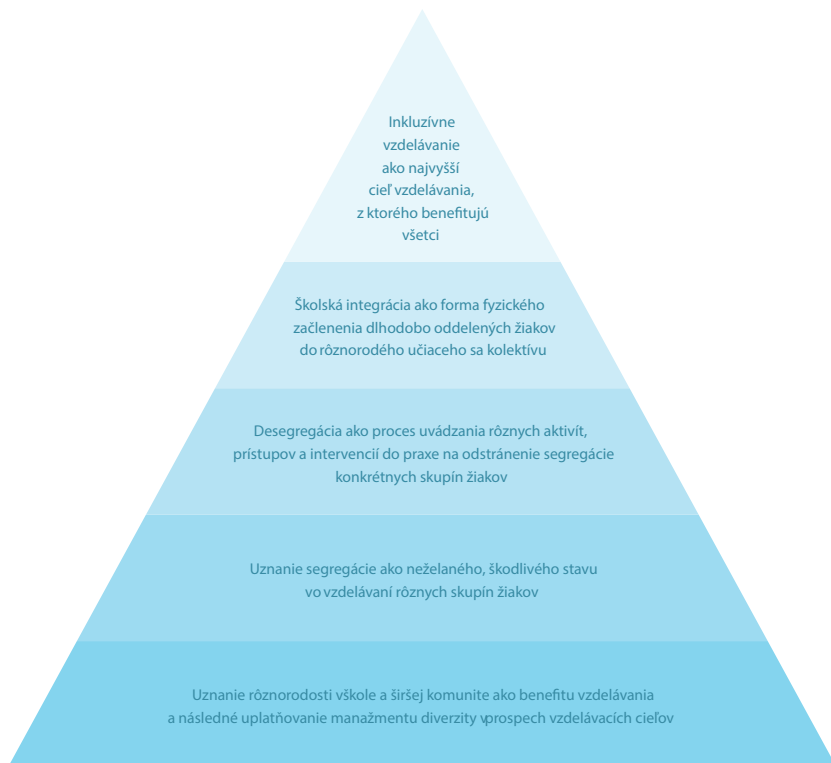 Inkluzívne
vzdelávanie
ako najvyšší
cieľ vzdelávania,
z ktorého benefitujú
všetci
Školská integrácia ako forma fyzického
začlenenia dlhodobo oddelených žiakov
do rôznorodého učiaceho sa kolektívu
Desegregácia ako proces uvádzania rôznych aktivít,
prístupov a intervencií do praxe na odstránenie segregácie
konkrétnych skupín žiakov
Uznanie segregácie ako neželaného, škodlivého stavu
vo vzdelávaní rôznych skupín žiakov
Uznanie rôznorodosti vškole a širšej komunite ako benefitu vzdelávania
a následné uplatňovanie manažmentu diverzity vprospech vzdelávacích cieľov